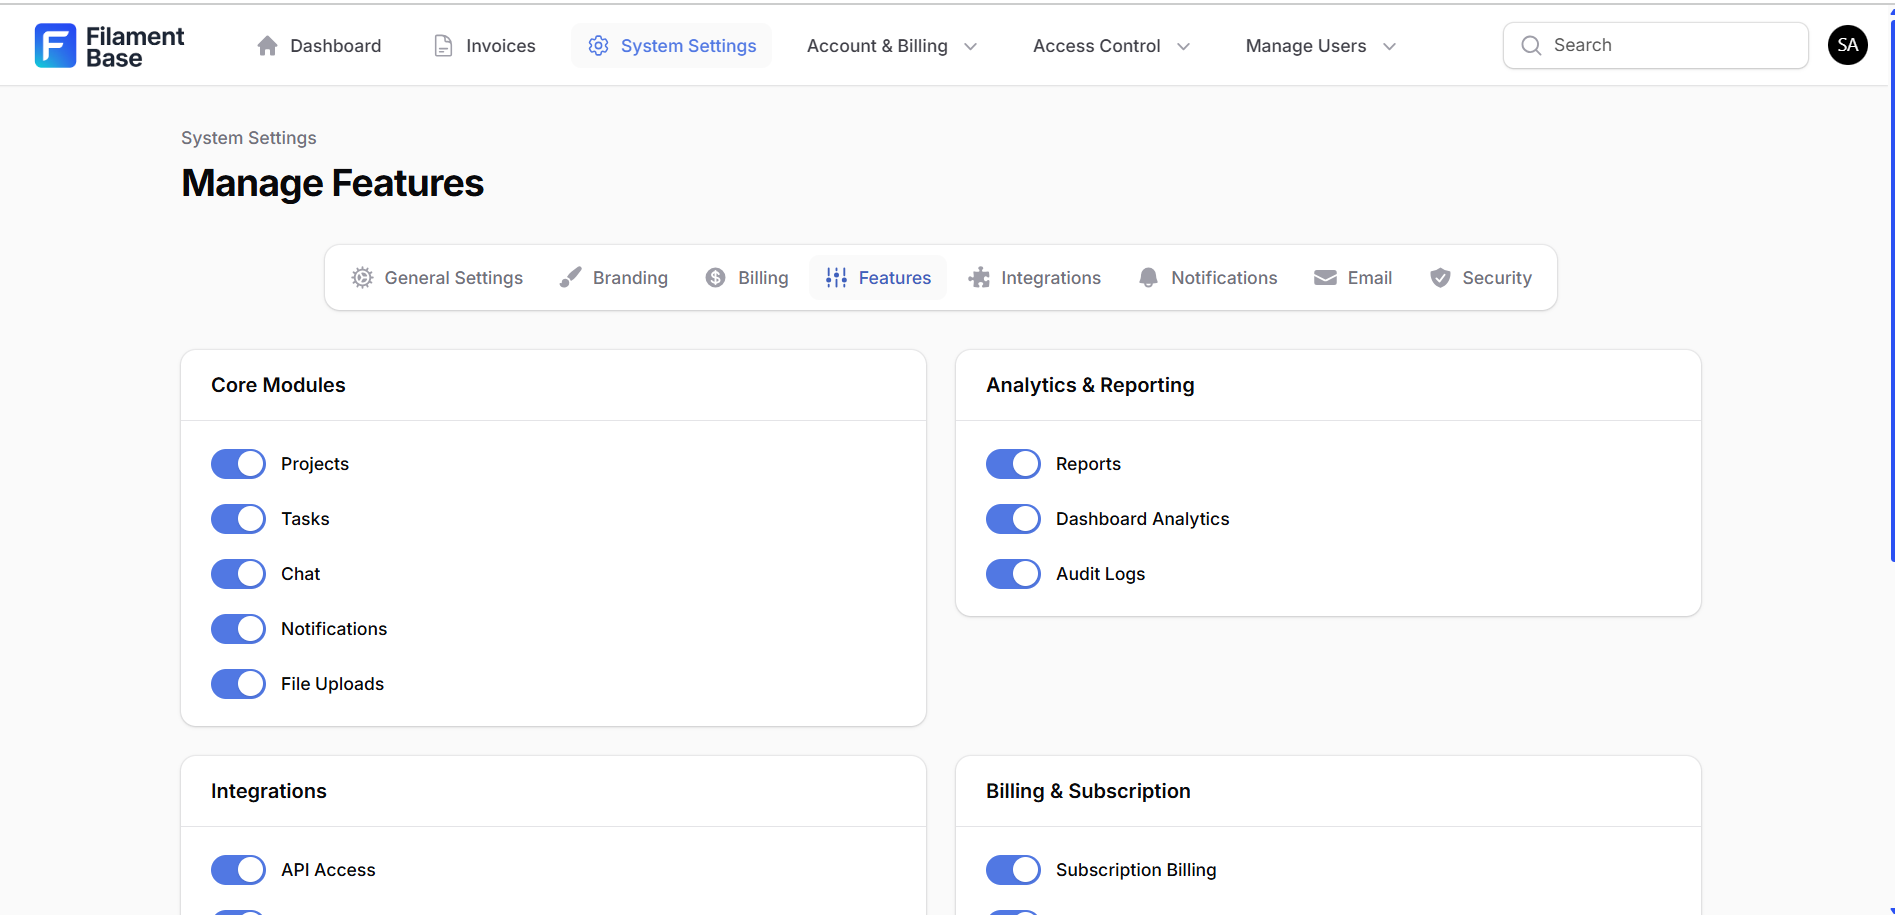 Filament
Base
Dashboard
Invoices
System Settings
Account & Billing
Access Control
Manage Users
Search
SA
System Settings
Manage Features
General Settings
Branding
Billing
Features
Integrations
Notifications
Email
Security
Core Modules
Projects
Tasks
Chat
Notifications
File Uploads
Analytics & Reporting
Reports
Dashboard Analytics
Audit Logs
Integrations
API Access
Billing & Subscription
Subscription Billing